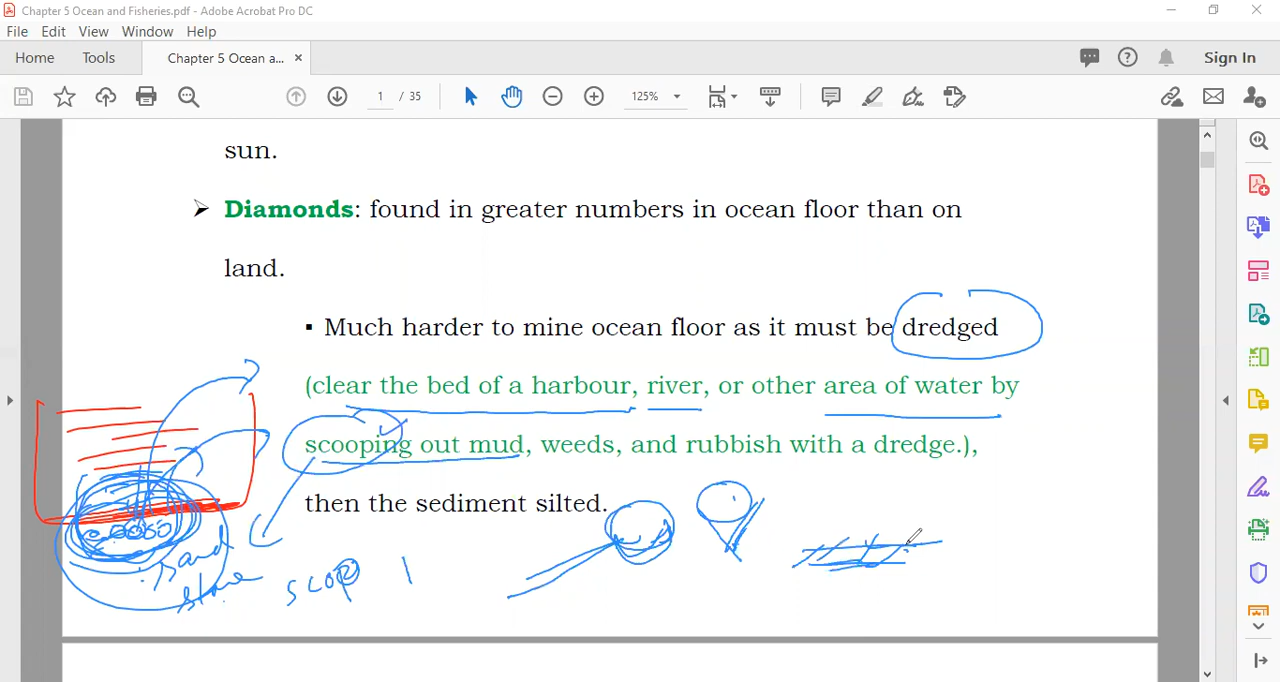 Chapter 5 Ocean and Fisheries.pdf - Adobe Acrobat Pro DC
File Edit View Window Help
Home Tools Chapter 5 Ocean a... × Sign In
1 / 35 125%
sun.
➤ Diamonds: found in greater numbers in ocean floor than on
land.
▪ Much harder to mine ocean floor as it must be dredged
(clear the bed of a harbour, river, or other area of water by
scooping out mud, weeds, and rubbish with a dredge.),
then the sediment silted.
sand
stone
scoop